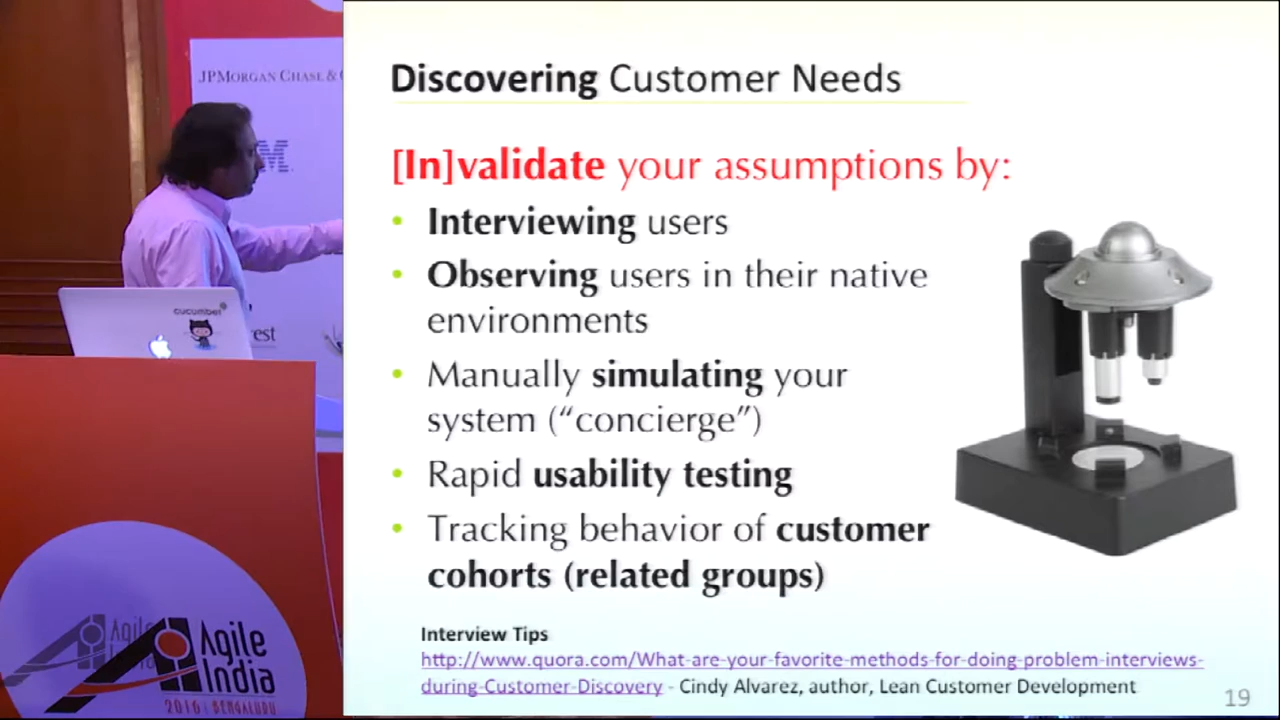 JPMORGAN CHASE &
cucumber
est
Agile
India
2016 BENGALURU
Discovering Customer Needs
[In]validate your assumptions by:
• Interviewing users
• Observing users in their native
environments
• Manually simulating your
system (“concierge”)
• Rapid usability testing
• Tracking behavior of customer
cohorts (related groups)
Interview Tips
http://www.quora.com/What-are-your-favorite-methods-for-doing-problem-interviews-
during-Customer-Discovery - Cindy Alvarez, author, Lean Customer Development
19